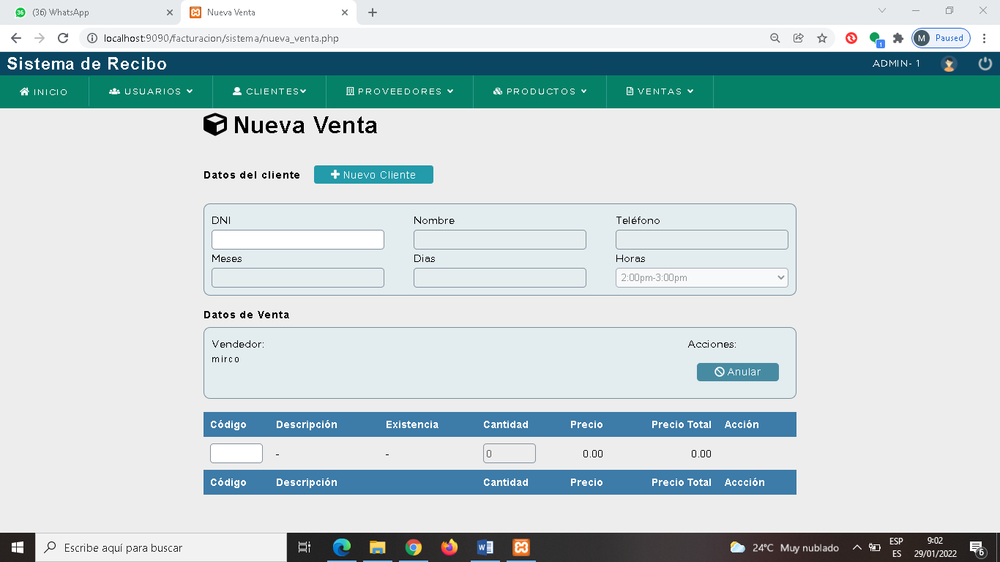 (36) WhatsApp
Nueva Venta
localhost:9090/facturacion/sistema/nueva_venta.php
1
M Paused
Sistema de Recibo
ADMIN- 1
INICIO USUARIOS CLIENTES PROVEEDORES PRODUCTOS VENTAS
Nueva Venta
Datos del cliente Nuevo Cliente
DNI Nombre Teléfono
Meses Dias Horas
2:00pm-3:00pm
Datos de Venta
Vendedor: Acciones:
mirco
Anular
Código Descripción Existencia Cantidad Precio Precio Total Acción
- - 0 0.00 0.00
Código Descripción Cantidad Precio Precio Total Accción
Escribe aquí para buscar
24°C Muy nublado
ESP
ES
9:02
29/01/2022
6